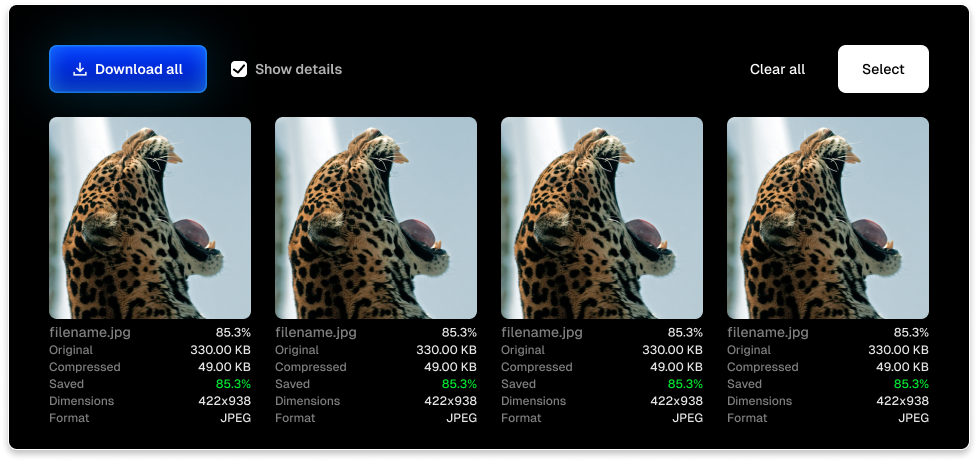 Download all
Show details
Clear all
Select
filename.jpg 85.3%
Original 330.00 KB
Compressed 49.00 KB
Saved 85.3%
Dimensions 422x938
Format JPEG
filename.jpg 85.3%
Original 330.00 KB
Compressed 49.00 KB
Saved 85.3%
Dimensions 422x938
Format JPEG
filename.jpg 85.3%
Original 330.00 KB
Compressed 49.00 KB
Saved 85.3%
Dimensions 422x938
Format JPEG
filename.jpg 85.3%
Original 330.00 KB
Compressed 49.00 KB
Saved 85.3%
Dimensions 422x938
Format JPEG